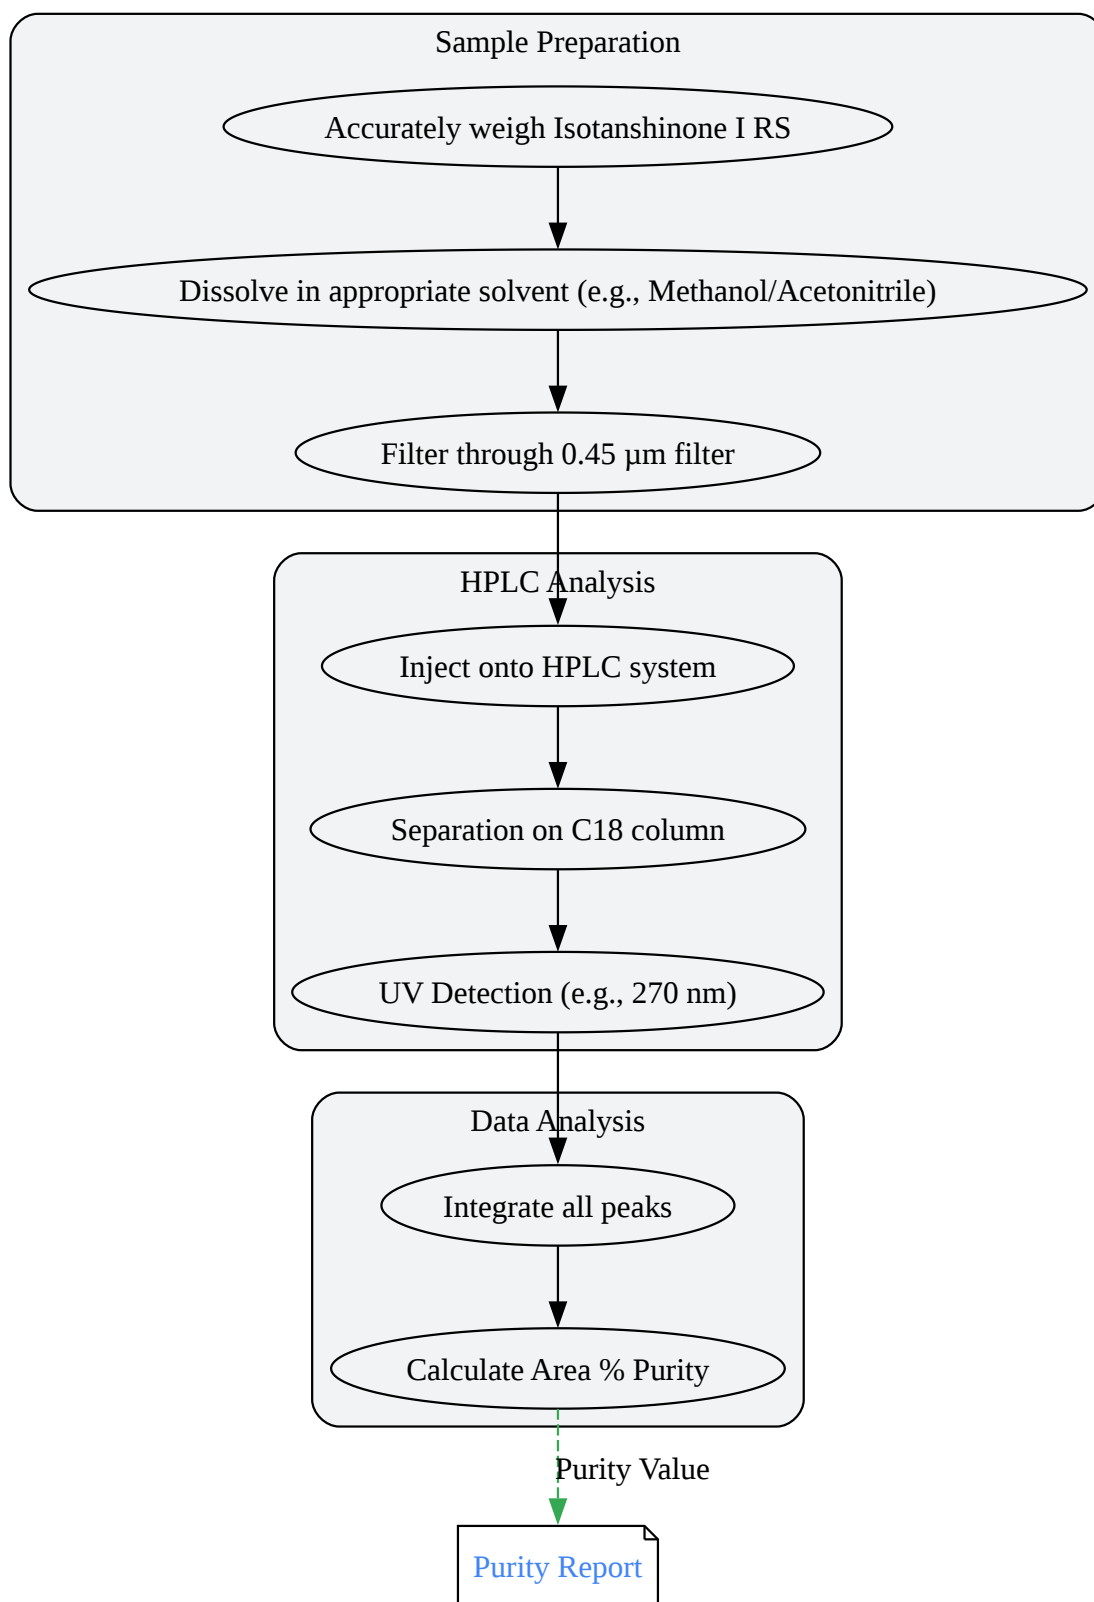 Sample Preparation
Accurately weigh Isotanshinone I RS
Dissolve in appropriate solvent (e.g., Methanol/Acetonitrile)
Filter through 0.45 µm filter
HPLC Analysis
Inject onto HPLC system
Separation on C18 column
UV Detection (e.g., 270 nm)
Data Analysis
Integrate all peaks
Calculate Area % Purity
Purity Value
Purity Report